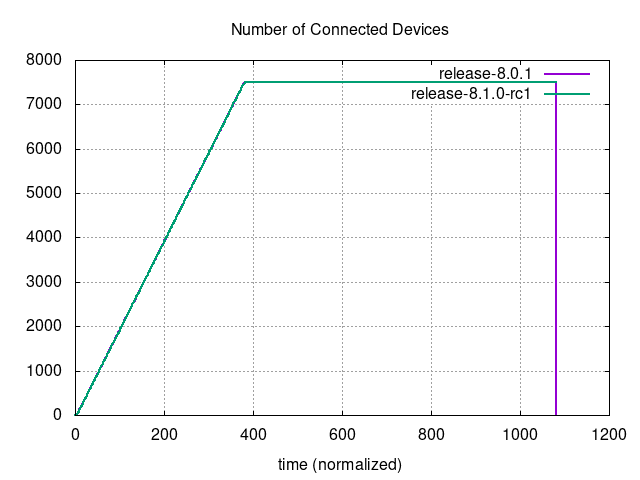 Number of Connected Devices
8000
7000
6000
5000
4000
3000
2000
1000
0
release-8.0.1
release-8.1.0-rc1
0 200 400 600 800 1000 1200
time (normalized)